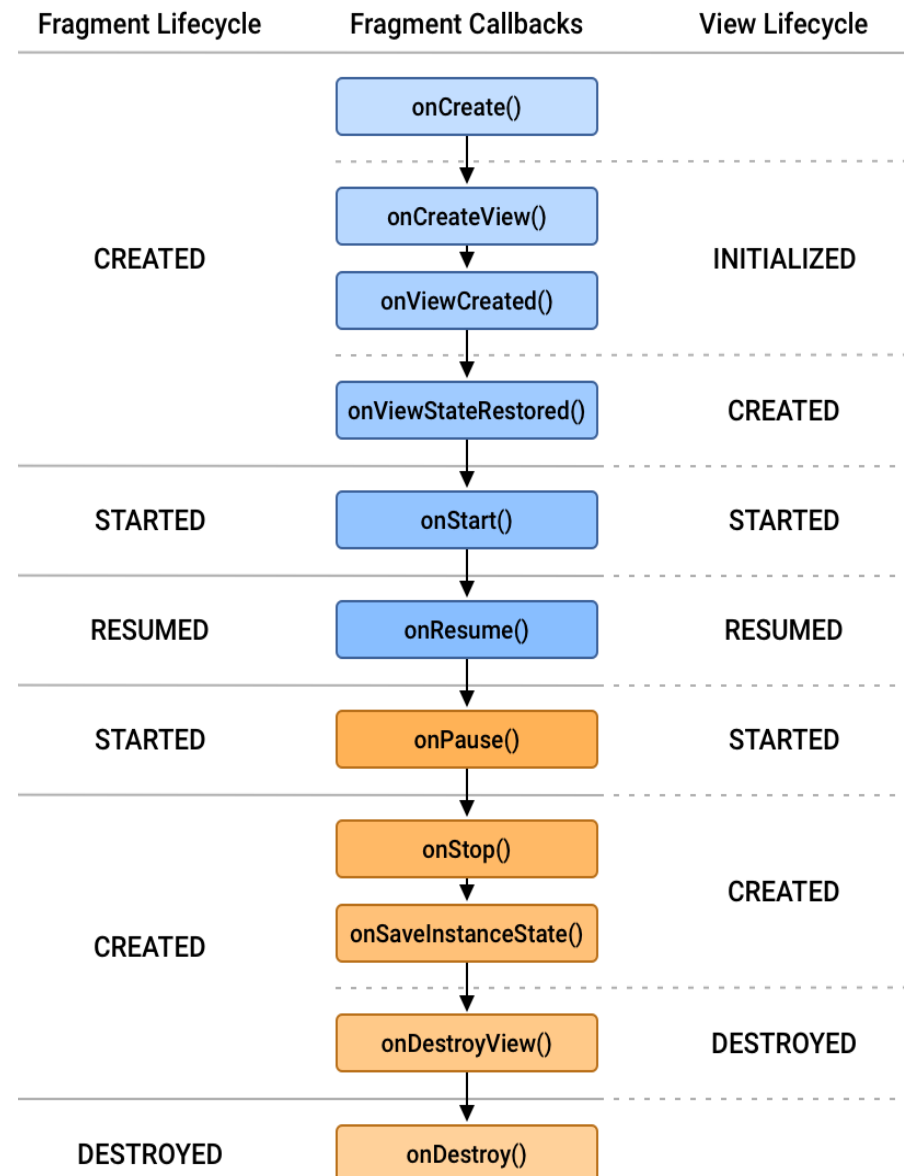 Fragment Lifecycle Fragment Callbacks View Lifecycle
onCreate()
onCreateView()
CREATED INITIALIZED
onViewCreated()
onViewStateRestored() CREATED
STARTED onStart() STARTED
RESUMED onResume() RESUMED
STARTED onPause() STARTED
onStop()
CREATED
onSaveInstanceState()
CREATED
onDestroyView() DESTROYED
DESTROYED onDestroy()